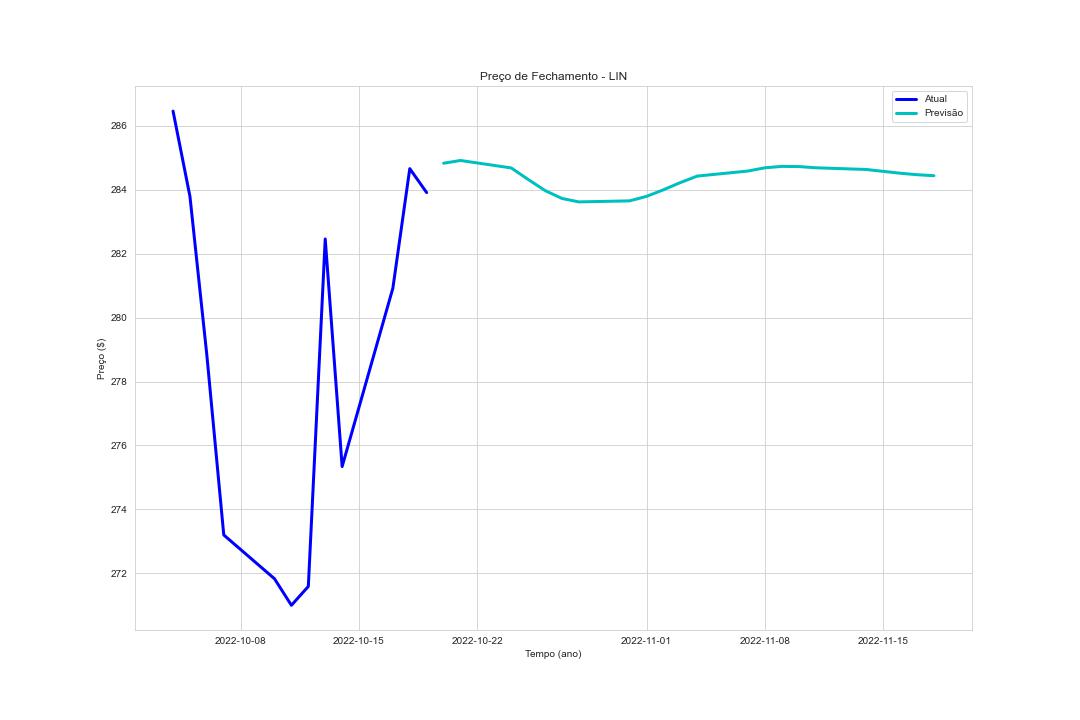 Preço de Fechamento - LIN
Atual
Previsão
286
284
282
280
278
276
274
272
Preço ($)
2022-10-08
2022-10-15
2022-10-22
2022-11-01
2022-11-08
2022-11-15
Tempo (ano)